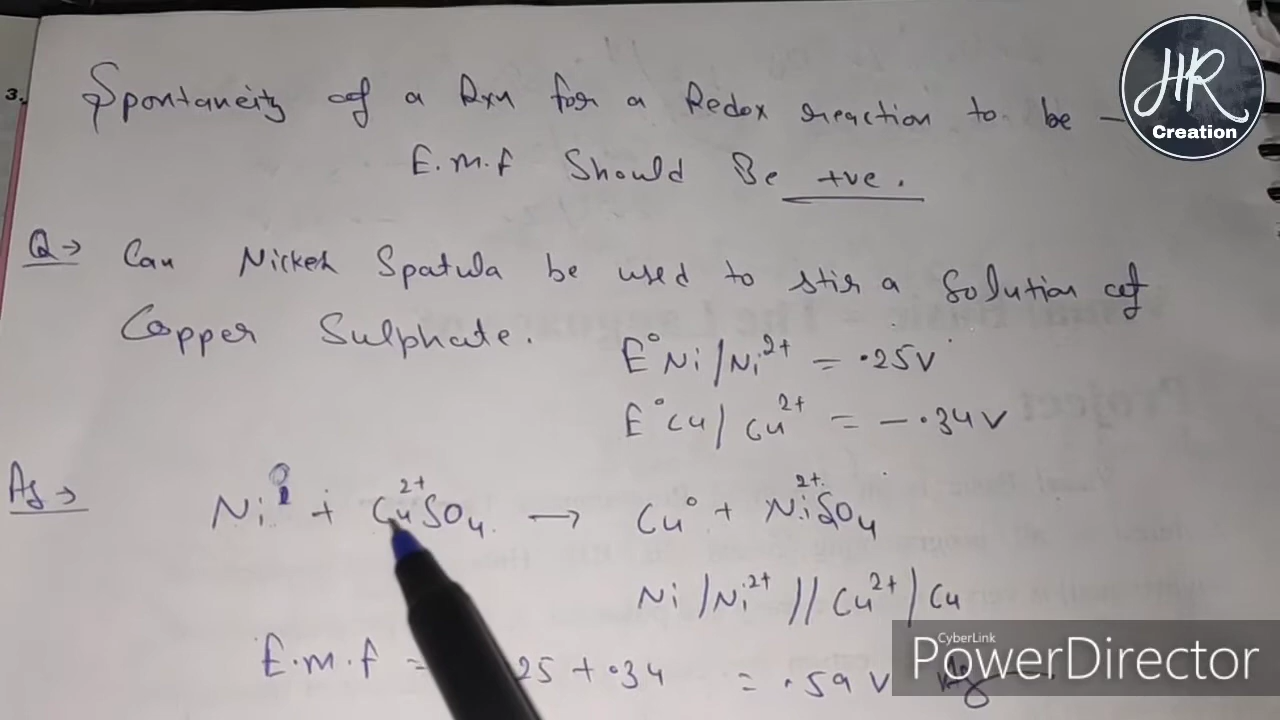 3.
Spontaneity of a Rxn for a Redox reaction to be -
E.m.f Should Be +ve.
HR
Creation
Q→ Can Nickel Spatula be used to stir a Solution of
Copper Sulphate.
E° Ni/Ni²⁺ = .25V
E° Cu/Cu²⁺ = -.34V
As→ Ni⁰ + Cu²⁺SO₄ → Cu⁰ + Ni²⁺SO₄
Ni/Ni²⁺//Cu²⁺/Cu
E.m.f = 25 + .34 = .59 V As
CyberLink
PowerDirector